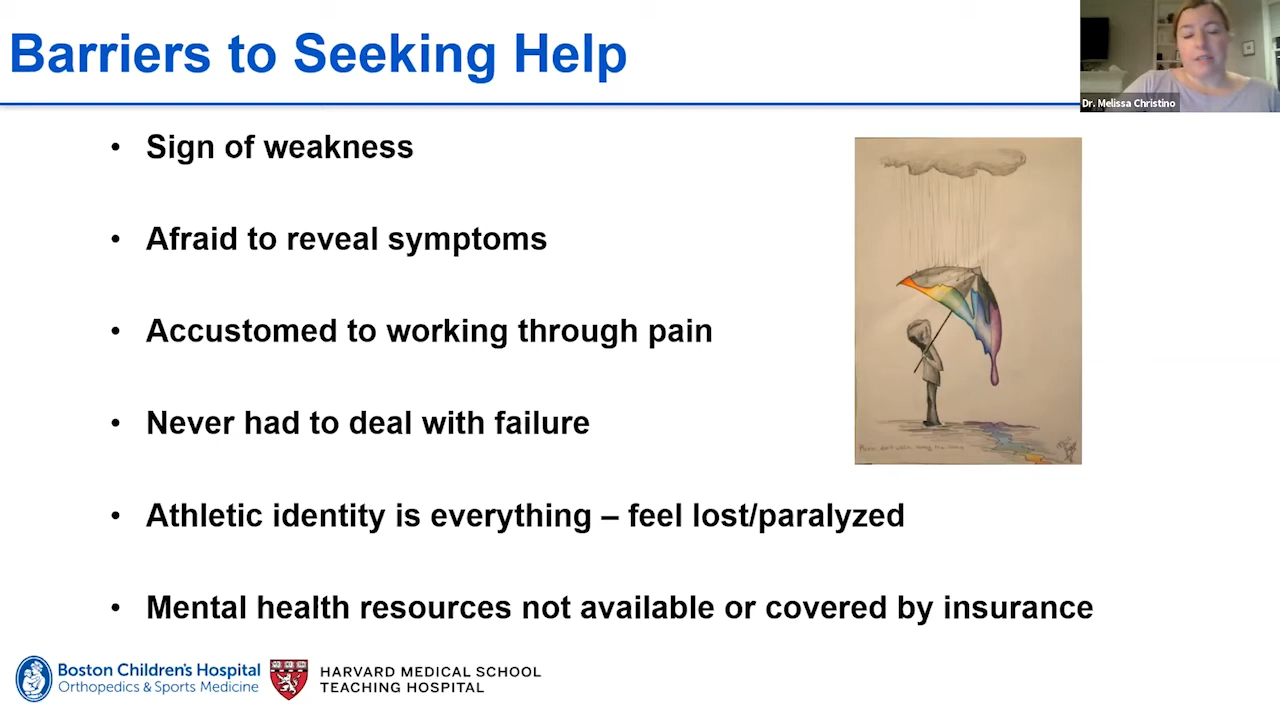 Barriers to Seeking Help
Dr. Melissa Christino
• Sign of weakness
• Afraid to reveal symptoms
• Accustomed to working through pain
• Never had to deal with failure
• Athletic identity is everything – feel lost/paralyzed
• Mental health resources not available or covered by insurance
Boston Children's Hospital
Orthopedics & Sports Medicine
HARVARD MEDICAL SCHOOL
TEACHING HOSPITAL